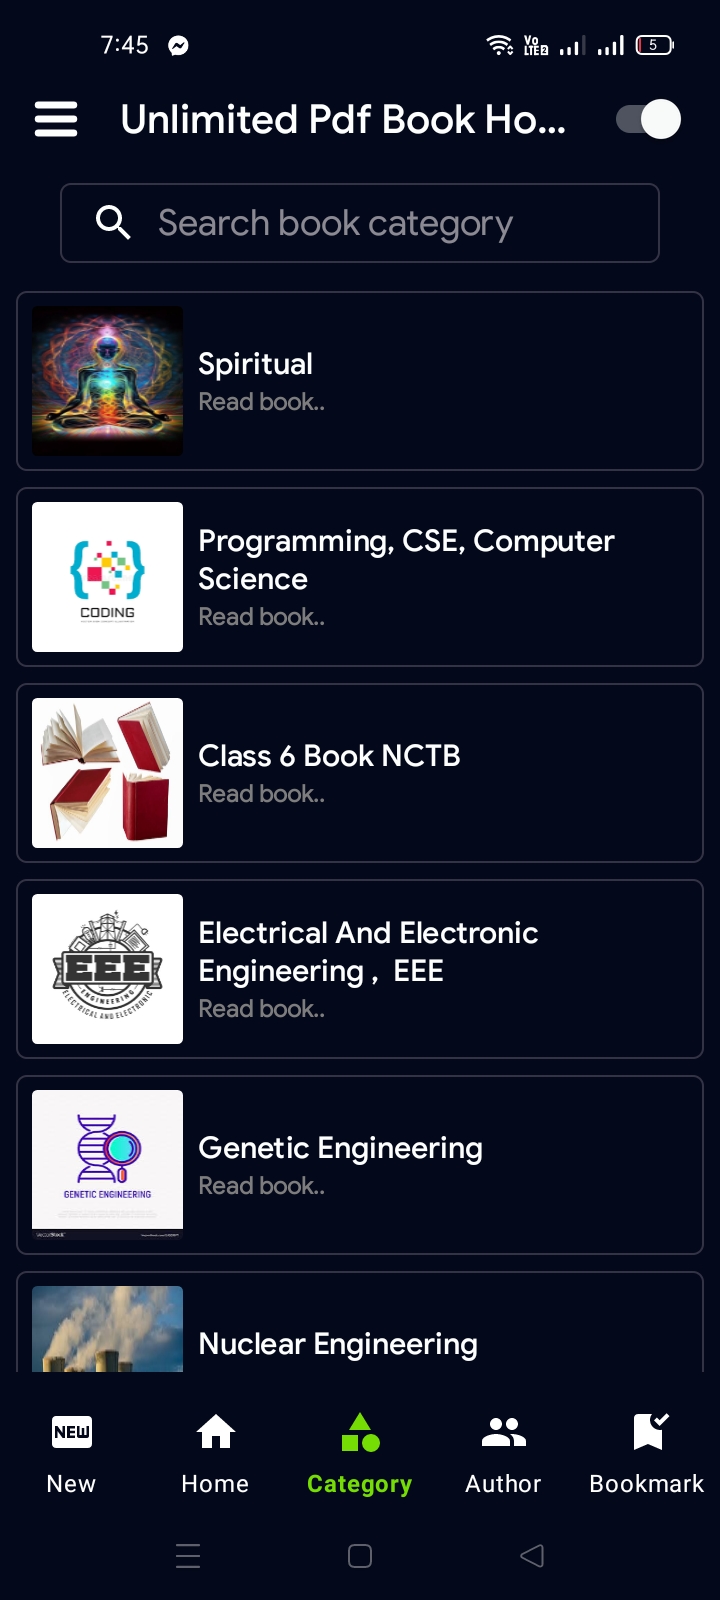 7:45
Vo
LTE2
5
Unlimited Pdf Book Ho...
Search book category
Spiritual
Read book..
CODING
Programming, CSE, Computer
Science
Read book..
Class 6 Book NCTB
Read book..
EEE
ENGINEERING
ELECTRICAL AND ELECTRONIC
Electrical And Electronic
Engineering ,  EEE
Read book..
GENETIC ENGINEERING
VectorStock
Genetic Engineering
Read book..
Nuclear Engineering
NEW
New
Home
Category
Author
Bookmark